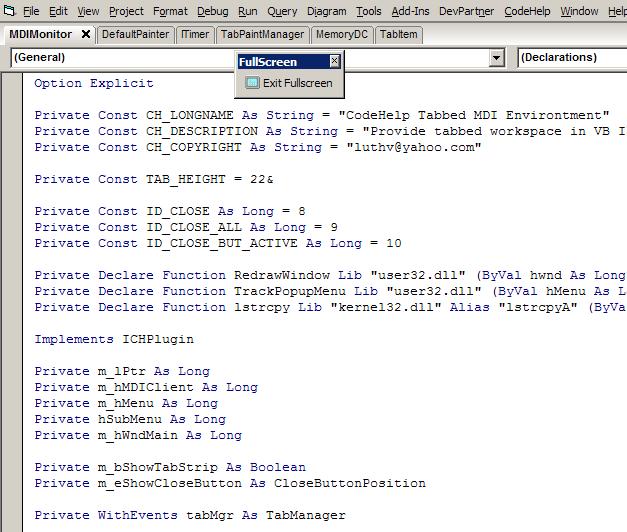 File Edit View Project Format Debug Run Query Diagram Tools Add-Ins DevPartner CodeHelp Window Help
MDIMonitor DefaultPainter ITimer TabPaintManager MemoryDC TabItem
(General) (Declarations)
FullScreen
Exit Fullscreen
Option Explicit
Private Const CH_LONGNAME As String = "CodeHelp Tabbed MDI Environtment"
Private Const CH_DESCRIPTION As String = "Provide tabbed workspace in VB I
Private Const CH_COPYRIGHT As String = "luthv@yahoo.com"
Private Const TAB_HEIGHT = 22&
Private Const ID_CLOSE As Long = 8
Private Const ID_CLOSE_ALL As Long = 9
Private Const ID_CLOSE_BUT_ACTIVE As Long = 10
Private Declare Function RedrawWindow Lib "user32.dll" (ByVal hwnd As Long
Private Declare Function TrackPopupMenu Lib "user32.dll" (ByVal hMenu As L
Private Declare Function lstrcpy Lib "kernel32.dll" Alias "lstrcpyA" (ByVa
Implements ICHPlugin
Private m_lPtr As Long
Private m_hMDIClient As Long
Private m_hMenu As Long
Private hSubMenu As Long
Private m_hWndMain As Long
Private m_bShowTabStrip As Boolean
Private m_eShowCloseButton As CloseButtonPosition
Private WithEvents tabMgr As TabManager